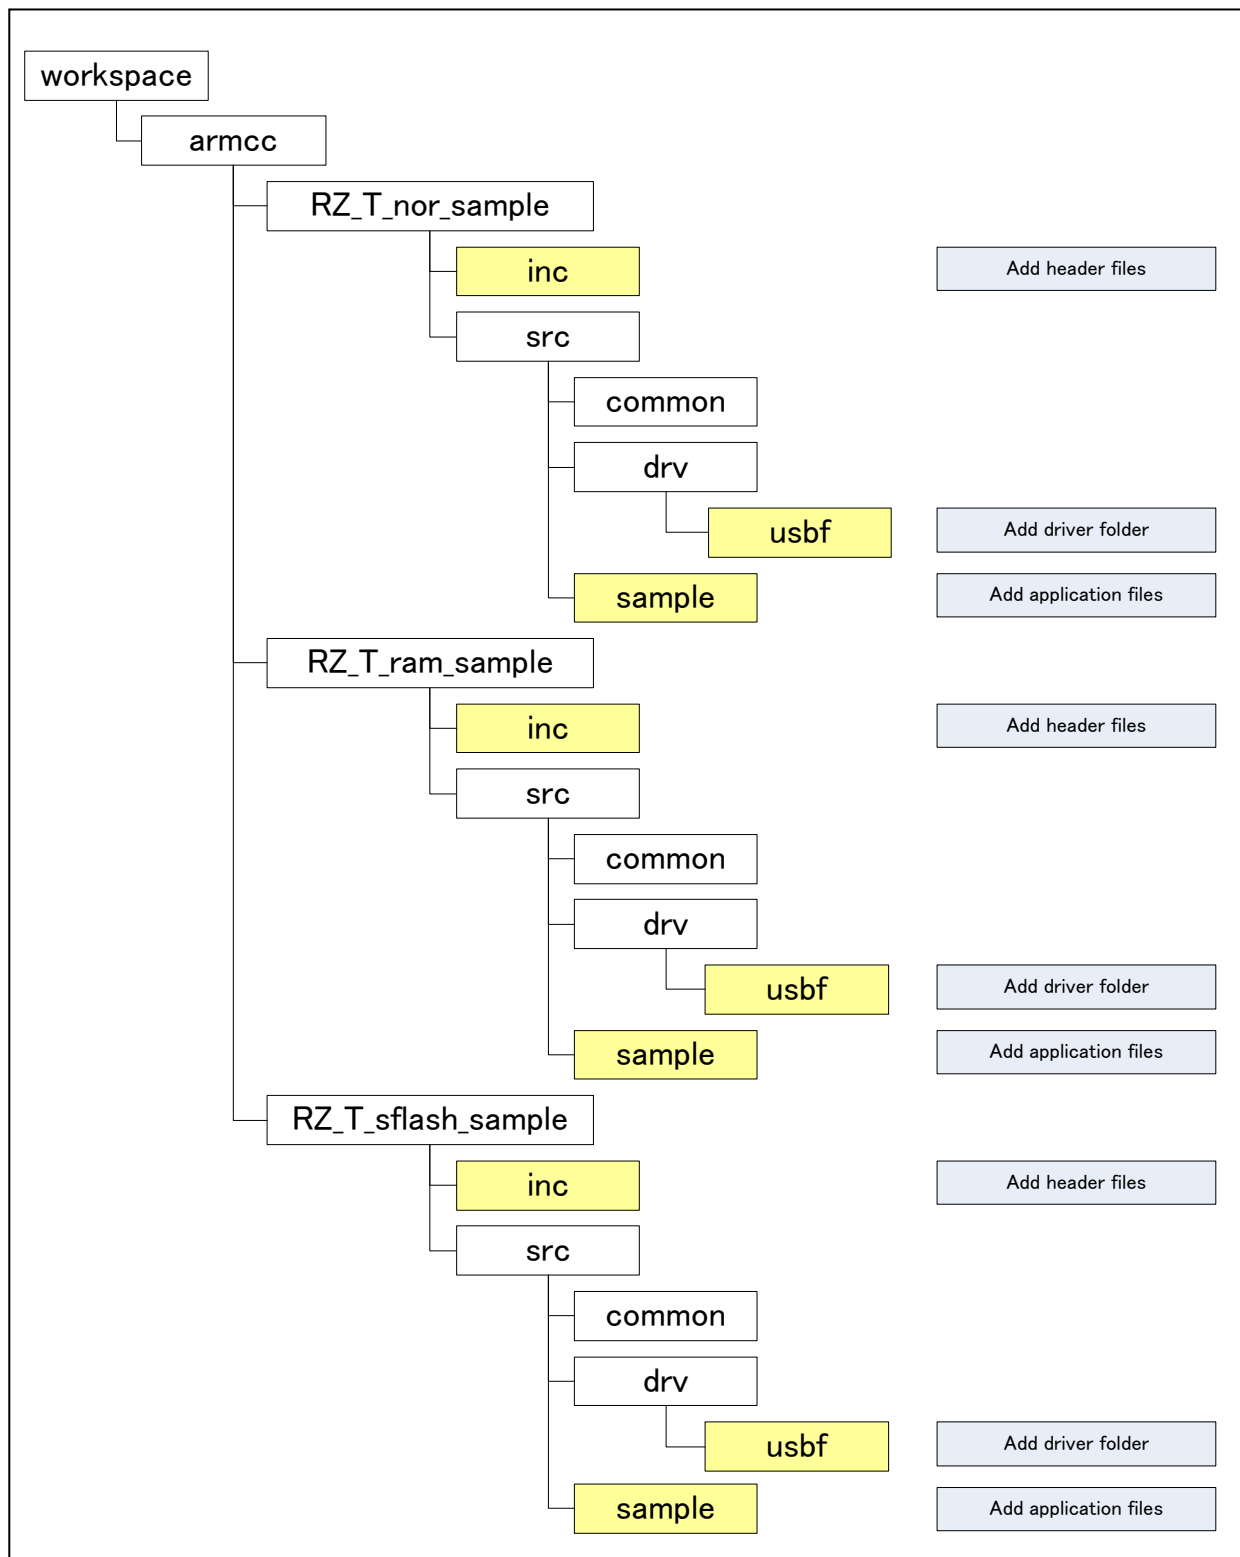 workspace
armcc
RZ_T_nor_sample
inc
Add header files
src
common
drv
usbf
Add driver folder
sample
Add application files
RZ_T_ram_sample
inc
Add header files
src
common
drv
usbf
Add driver folder
sample
Add application files
RZ_T_sflash_sample
inc
Add header files
src
common
drv
usbf
Add driver folder
sample
Add application files